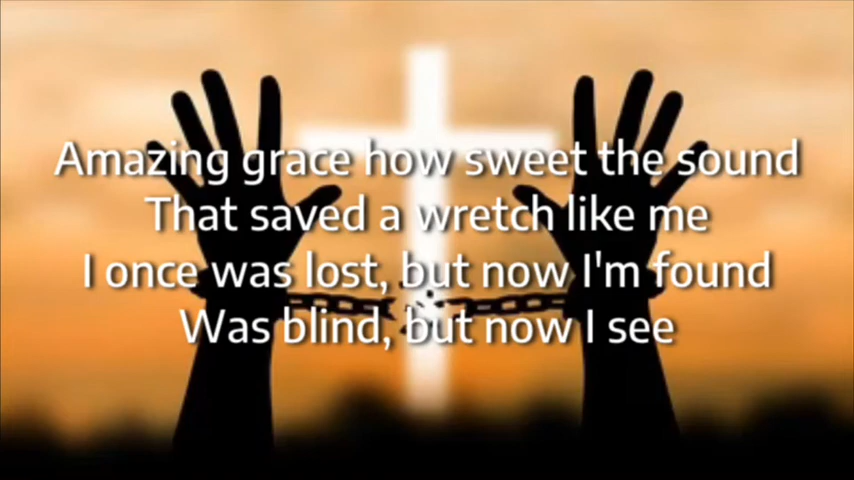 Amazing grace how sweet the sound
That saved a wretch like me
I once was lost, but now I'm found
Was blind, but now I see